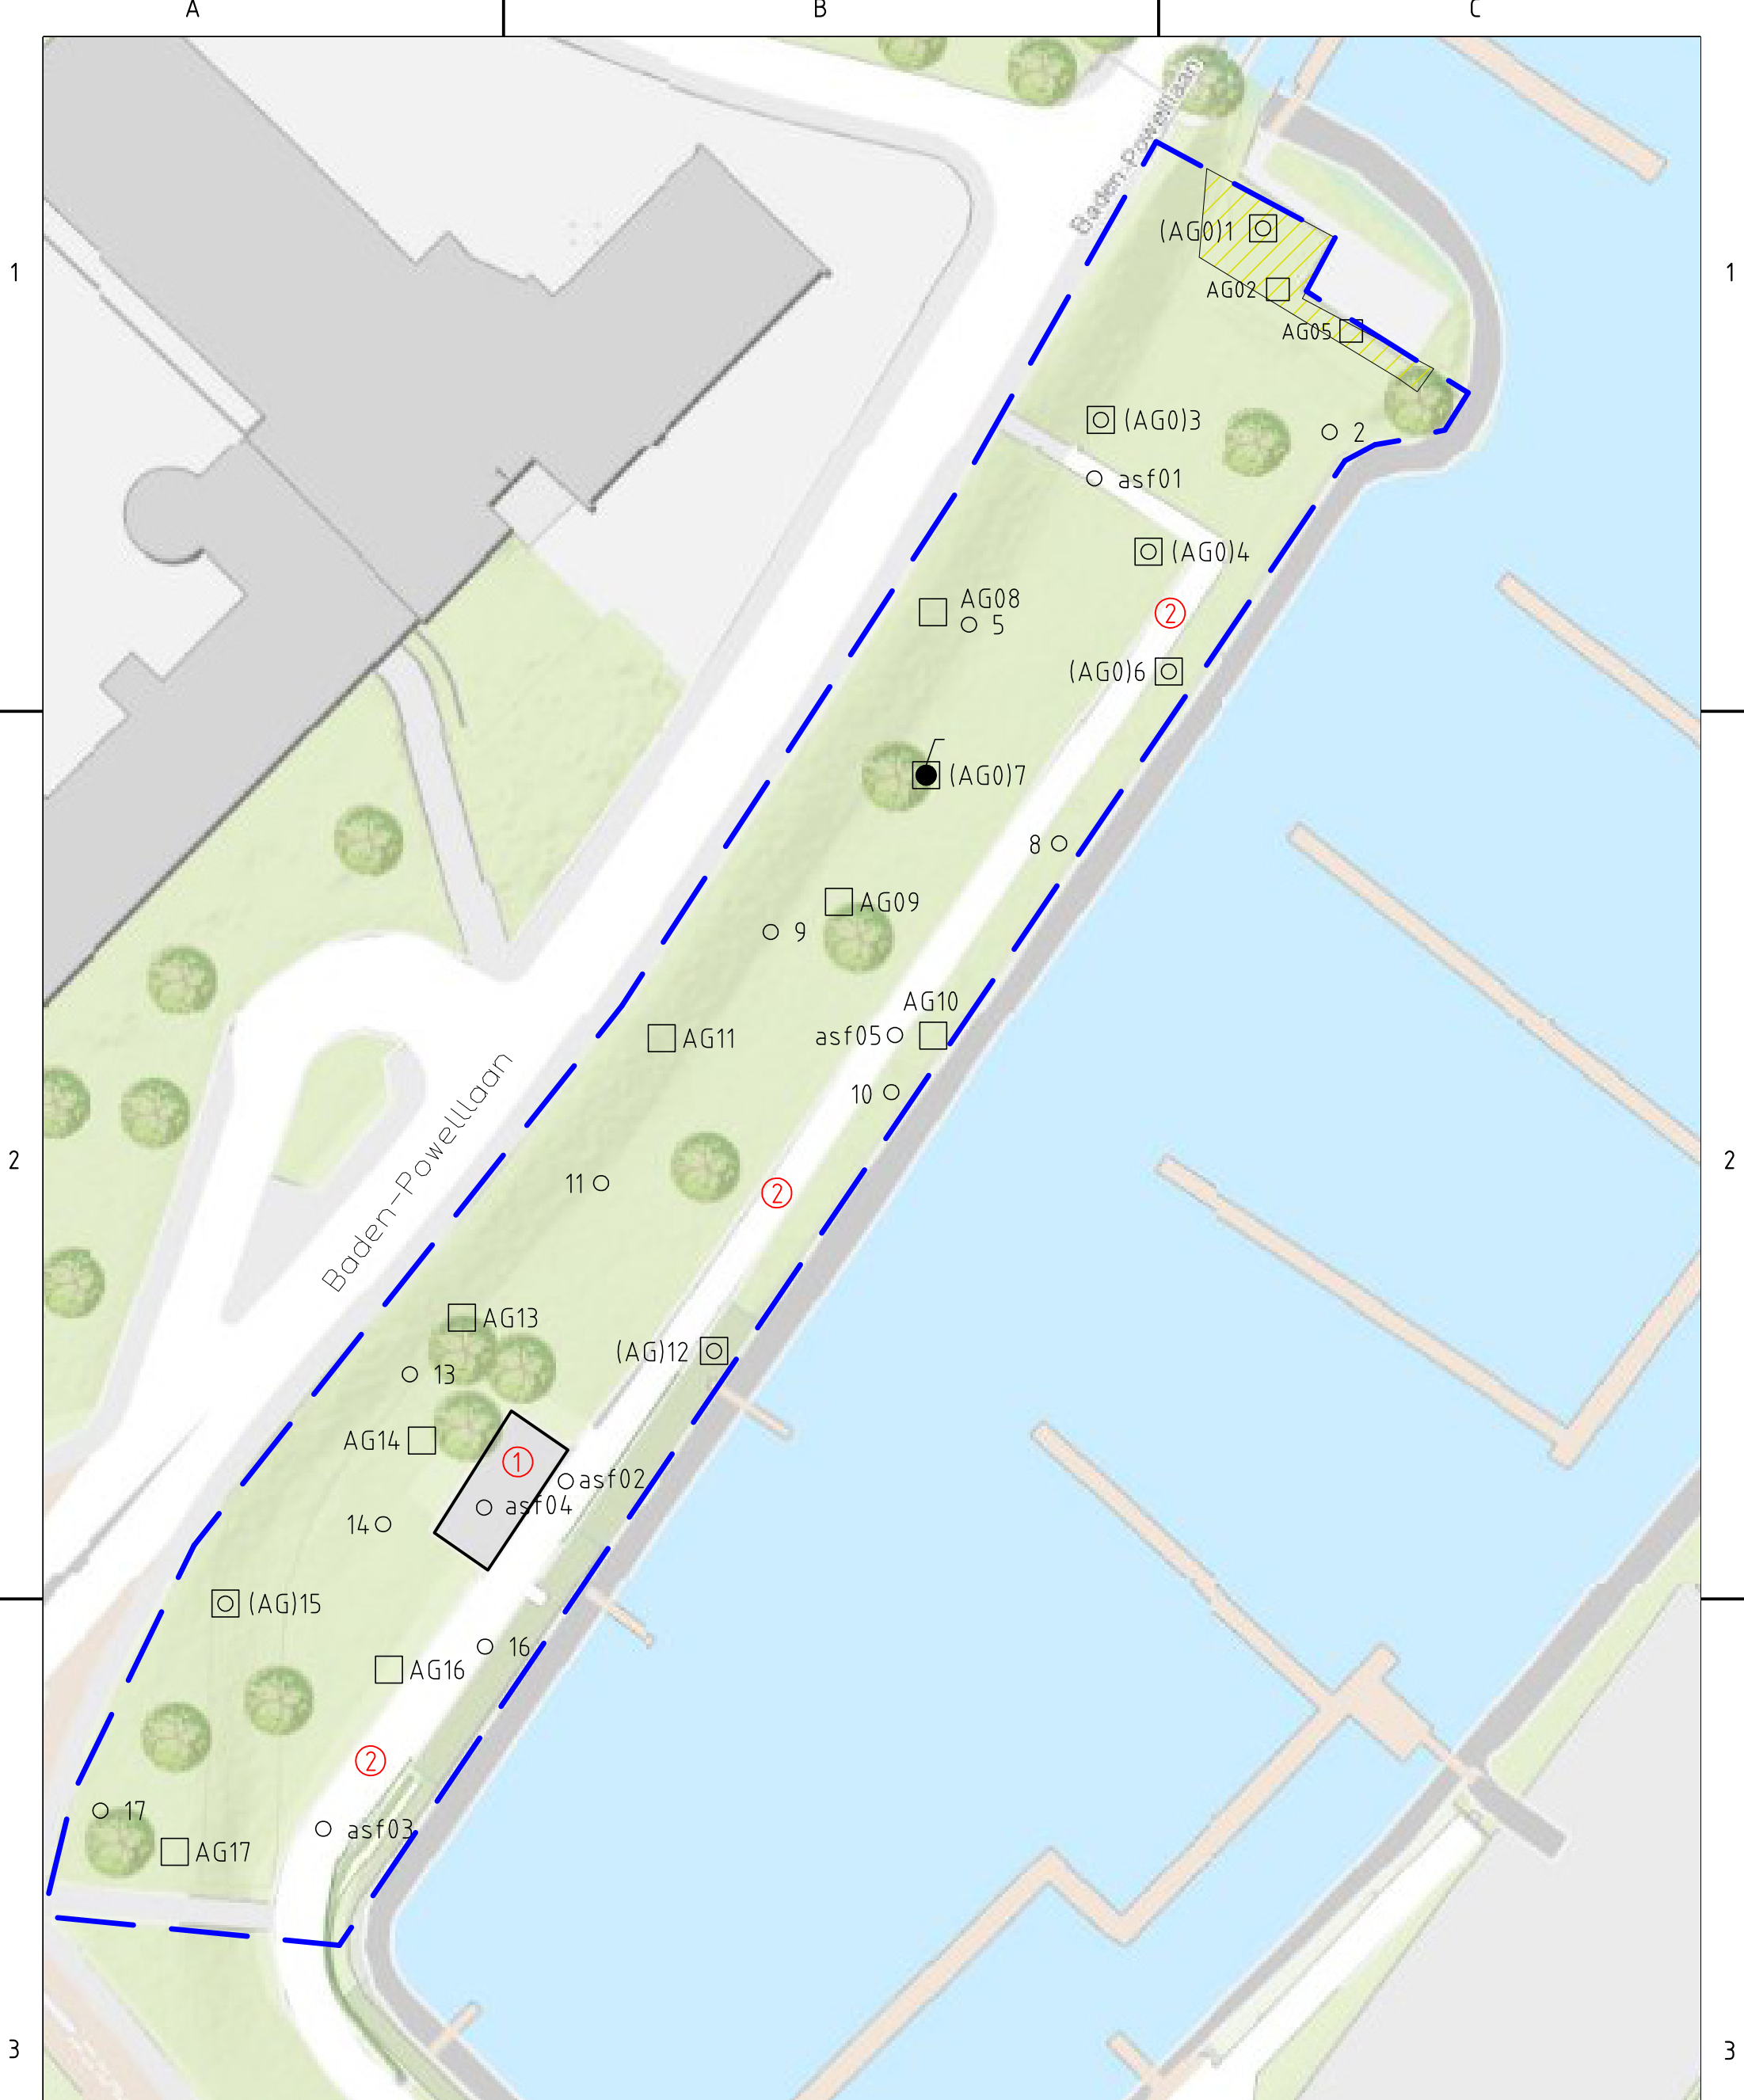 A B C
Baden-Powelllaan
(AG0)1
1 1
AG02
AG05
(AG0)3
2
asf01
(AG0)4
AG08
5
2
(AG0)6
(AG0)7
8
AG09
9
AG10
asf05
AG11
10
Baden-Powelllaan
2 2
11
2
AG13
(AG)12
13
AG14
1
asf02
asf04
14
(AG)15
16
AG16
2
17
asf03
AG17
3 3